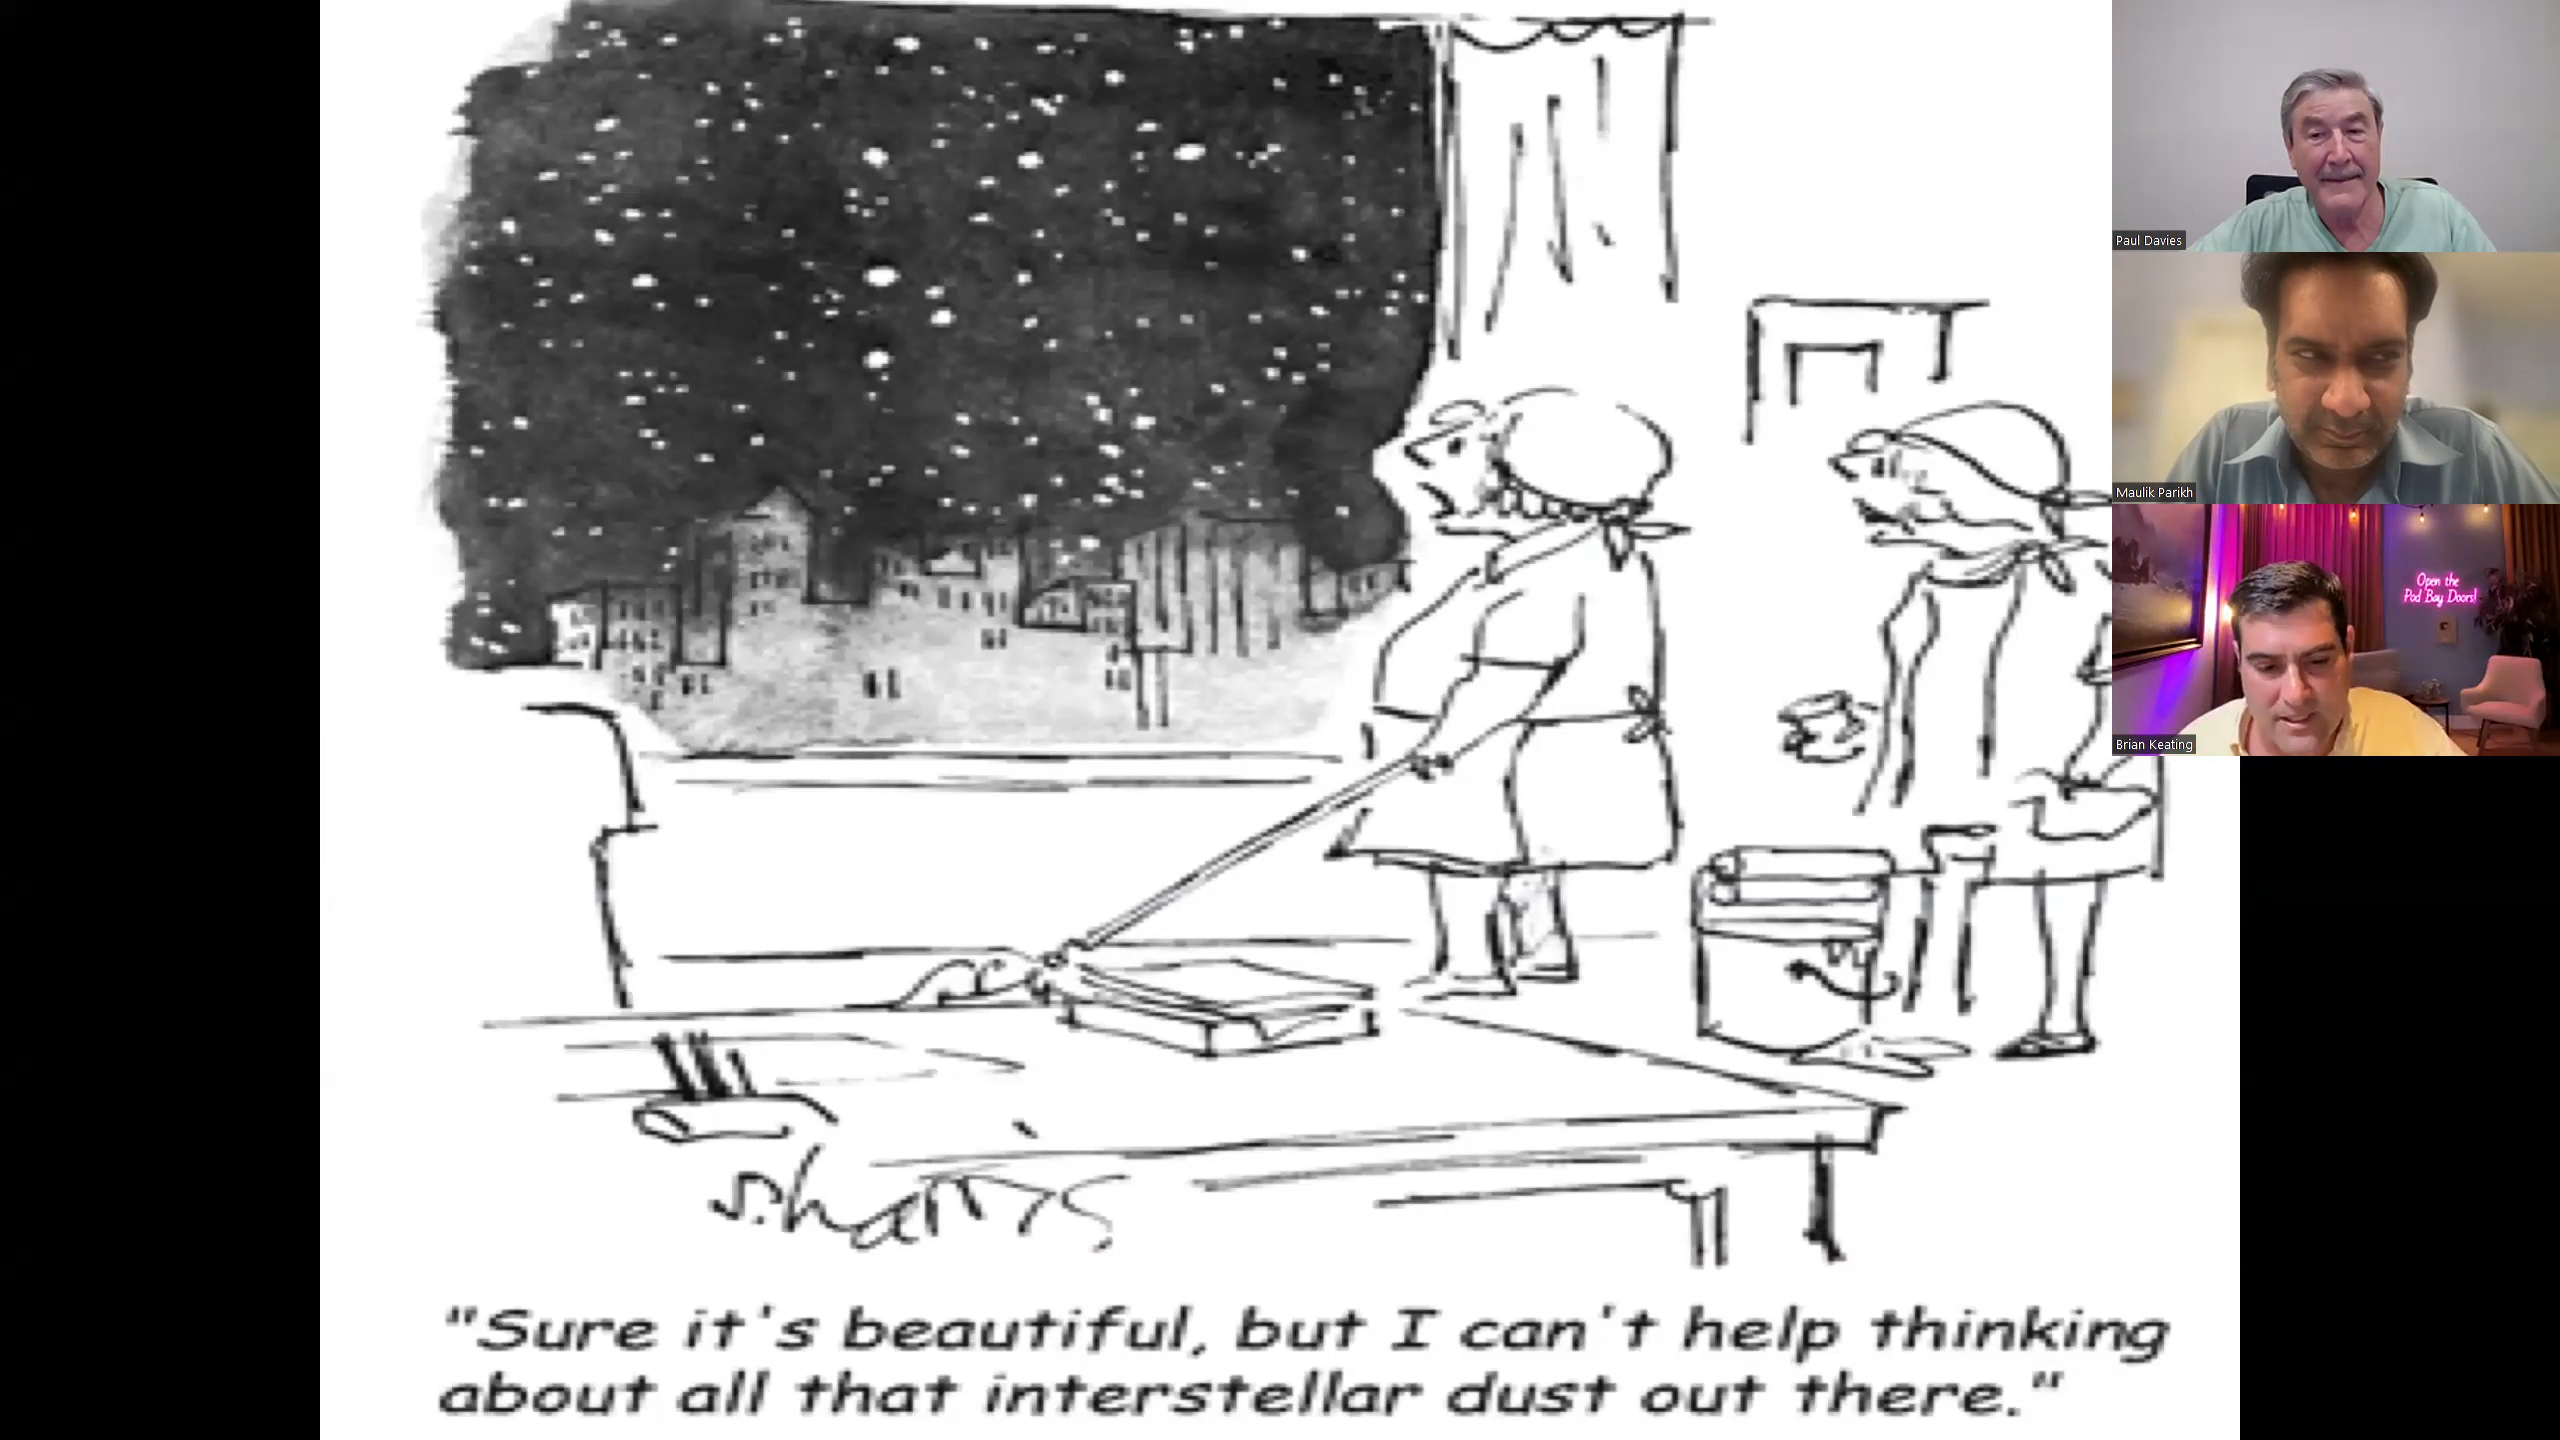 Paul Davies
Maulik Parikh
Open the
Pod Bay Doors!
Brian Keating
s.harris
"Sure it's beautiful, but I can't help thinking
about all that interstellar dust out there."